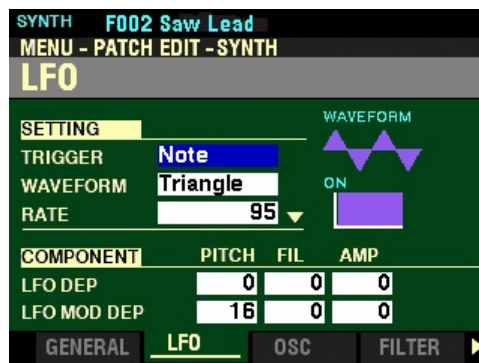 SYNTH F002 Saw Lead
MENU - PATCH EDIT - SYNTH
LFO
WAVEFORM
SETTING
TRIGGER Note
WAVEFORM Triangle
ON
RATE 95
COMPONENT PITCH FIL AMP
LFO DEP 0 0 0
LFO MOD DEP 16 0 0
GENERAL LFO OSC FILTER